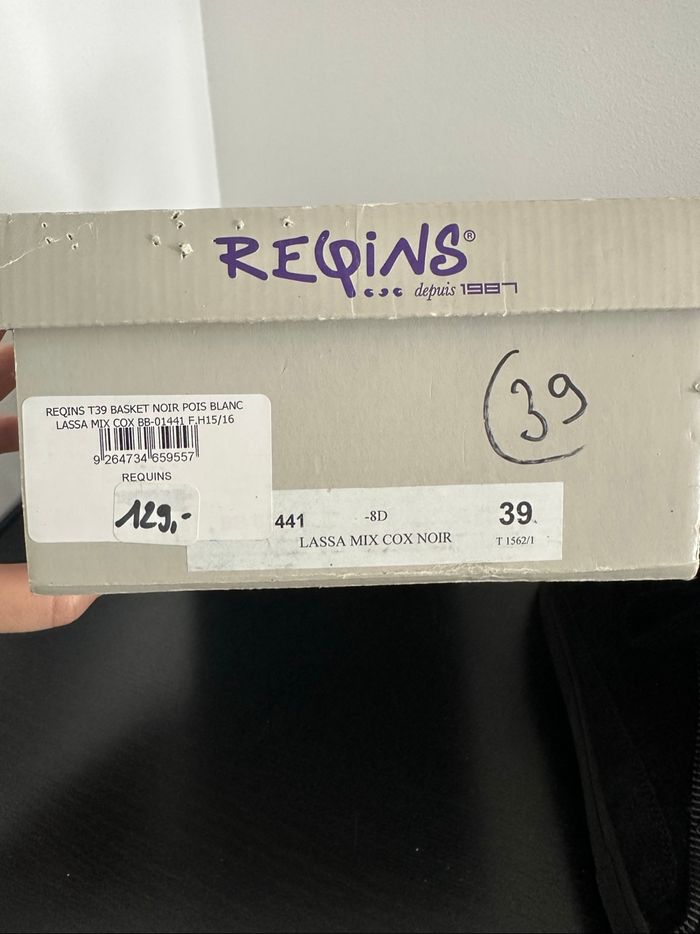 REQINS®
depuis 1987
39
REQINS T39 BASKET NOIR POIS BLANC
LASSA MIX COX BB-01441 F.H15/16
9 264734 659557
REQUINS
129,-
441 -8D 39
LASSA MIX COX NOIR T 1562/1